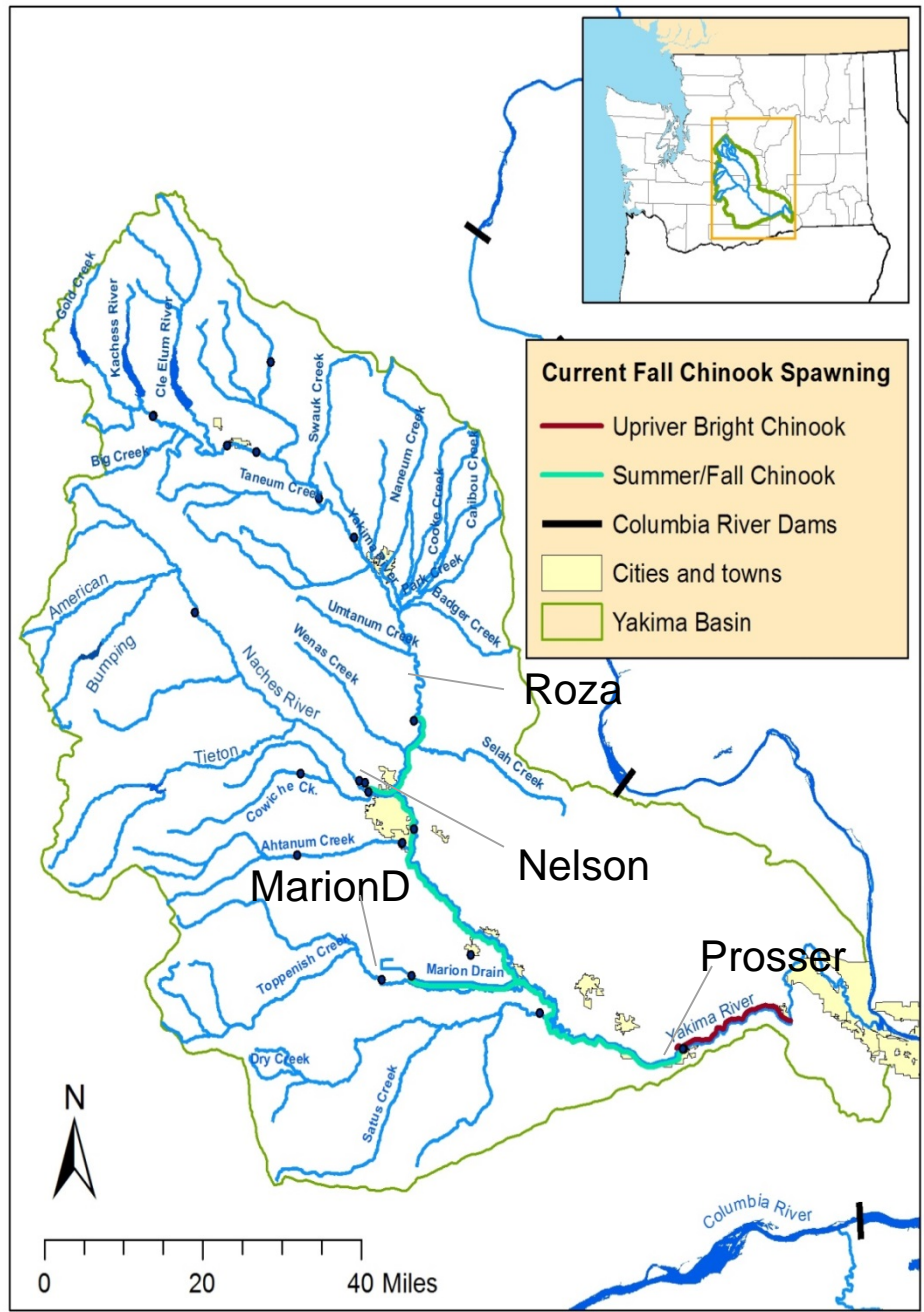 Current Fall Chinook Spawning
Upriver Bright Chinook
Summer/Fall Chinook
Columbia River Dams
Cities and towns
Yakima Basin
Gold Creek
Kachess River
Cle Elum River
Big Creek
Swauk Creek
Taneum Creek
Naneum Creek
Cooke Creek
Caribou Creek
Yakima River
Park Creek
Badger Creek
American
Bumping
Umtanum Creek
Wenas Creek
Naches River
Roza
Tieton
Selah Creek
Cowiche Ck.
Ahtanum Creek
Nelson
MarionD
Toppenish Creek
Marion Drain
Prosser
Yakima River
Dry Creek
Satus Creek
N
Columbia River
0 20 40 Miles